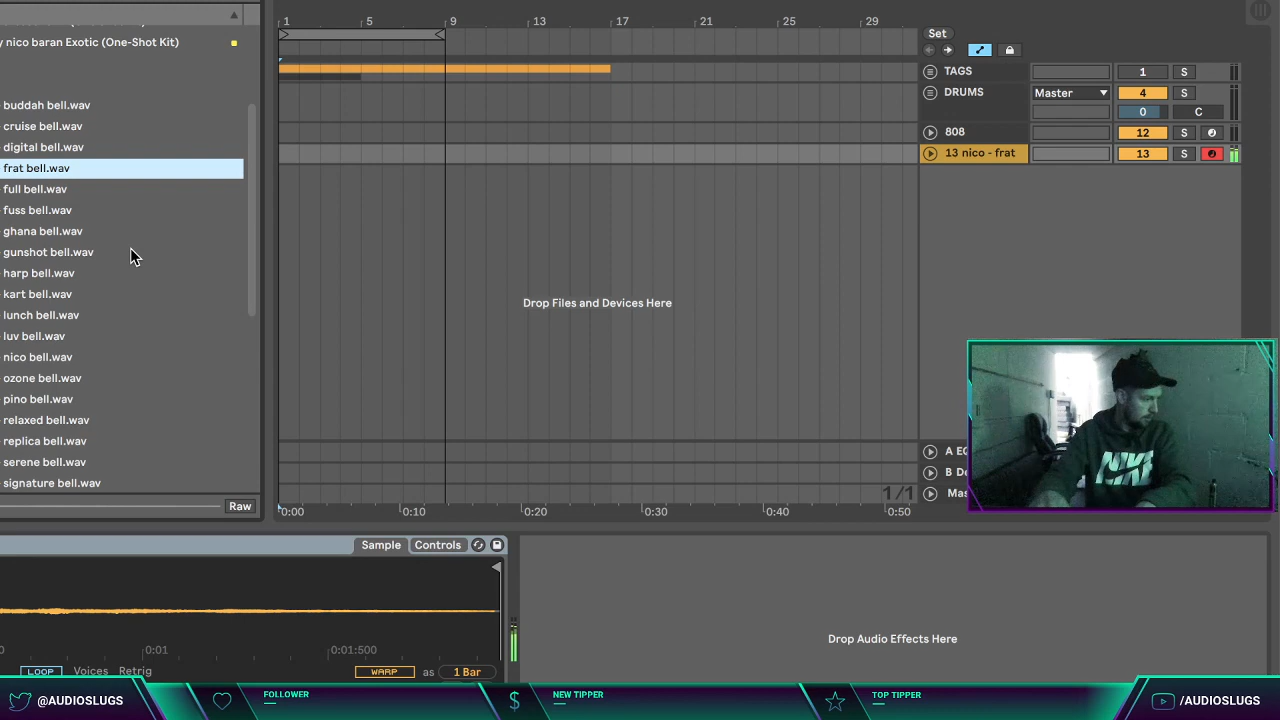 y nico baran Exotic (One-Shot Kit)
buddah bell.wav
cruise bell.wav
digital bell.wav
frat bell.wav
full bell.wav
fuss bell.wav
ghana bell.wav
gunshot bell.wav
harp bell.wav
kart bell.wav
lunch bell.wav
luv bell.wav
nico bell.wav
ozone bell.wav
pino bell.wav
relaxed bell.wav
replica bell.wav
serene bell.wav
signature bell.wav
Raw
1 5 9 13 17 21 25 29
Set
TAGS 1 S
DRUMS Master 4 S
0 C
808 12 S
13 nico - frat 13 S
Drop Files and Devices Here
A
B
Mas
1/1
0:00 0:10 0:20 0:30 0:40 0:50
NIKE
Sample Controls
0 0:01 0:01:500
LOOP Voices Retrig WARP as 1 Bar
Drop Audio Effects Here
@AUDIOSLUGS
FOLLOWER
NEW TIPPER
TOP TIPPER
/AUDIOSLUGS